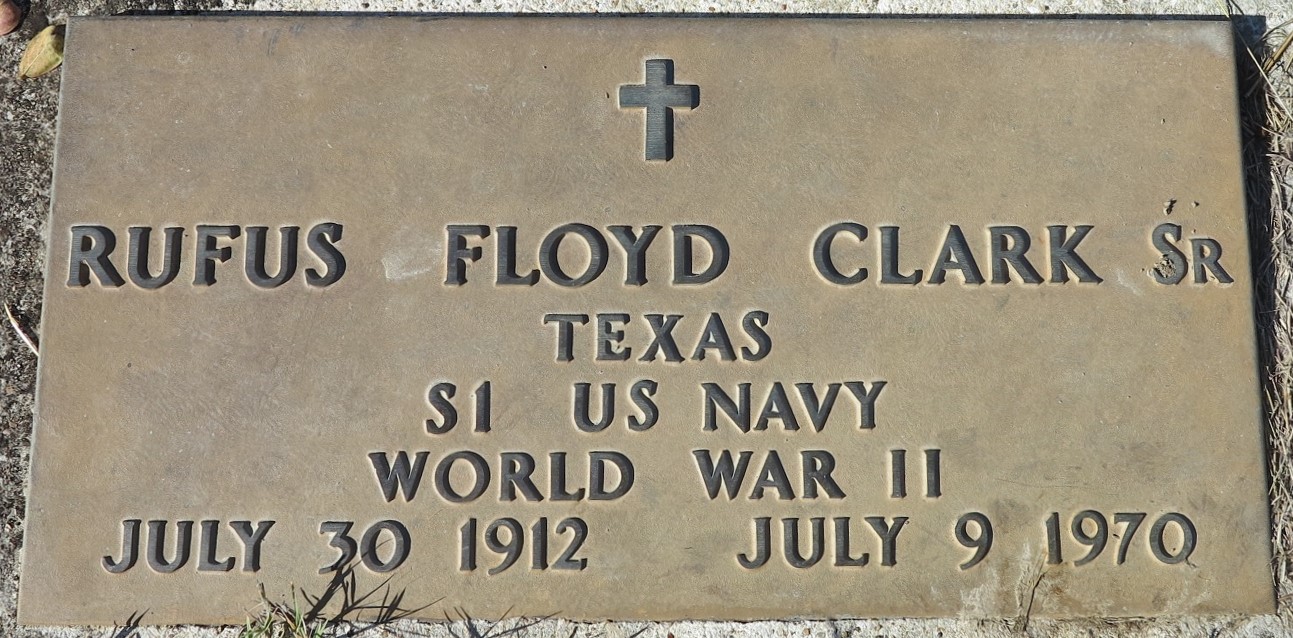 RUFUS FLOYD CLARK SR
TEXAS
S1 US NAVY
WORLD WAR II
JULY 30 1912 JULY 9 1970